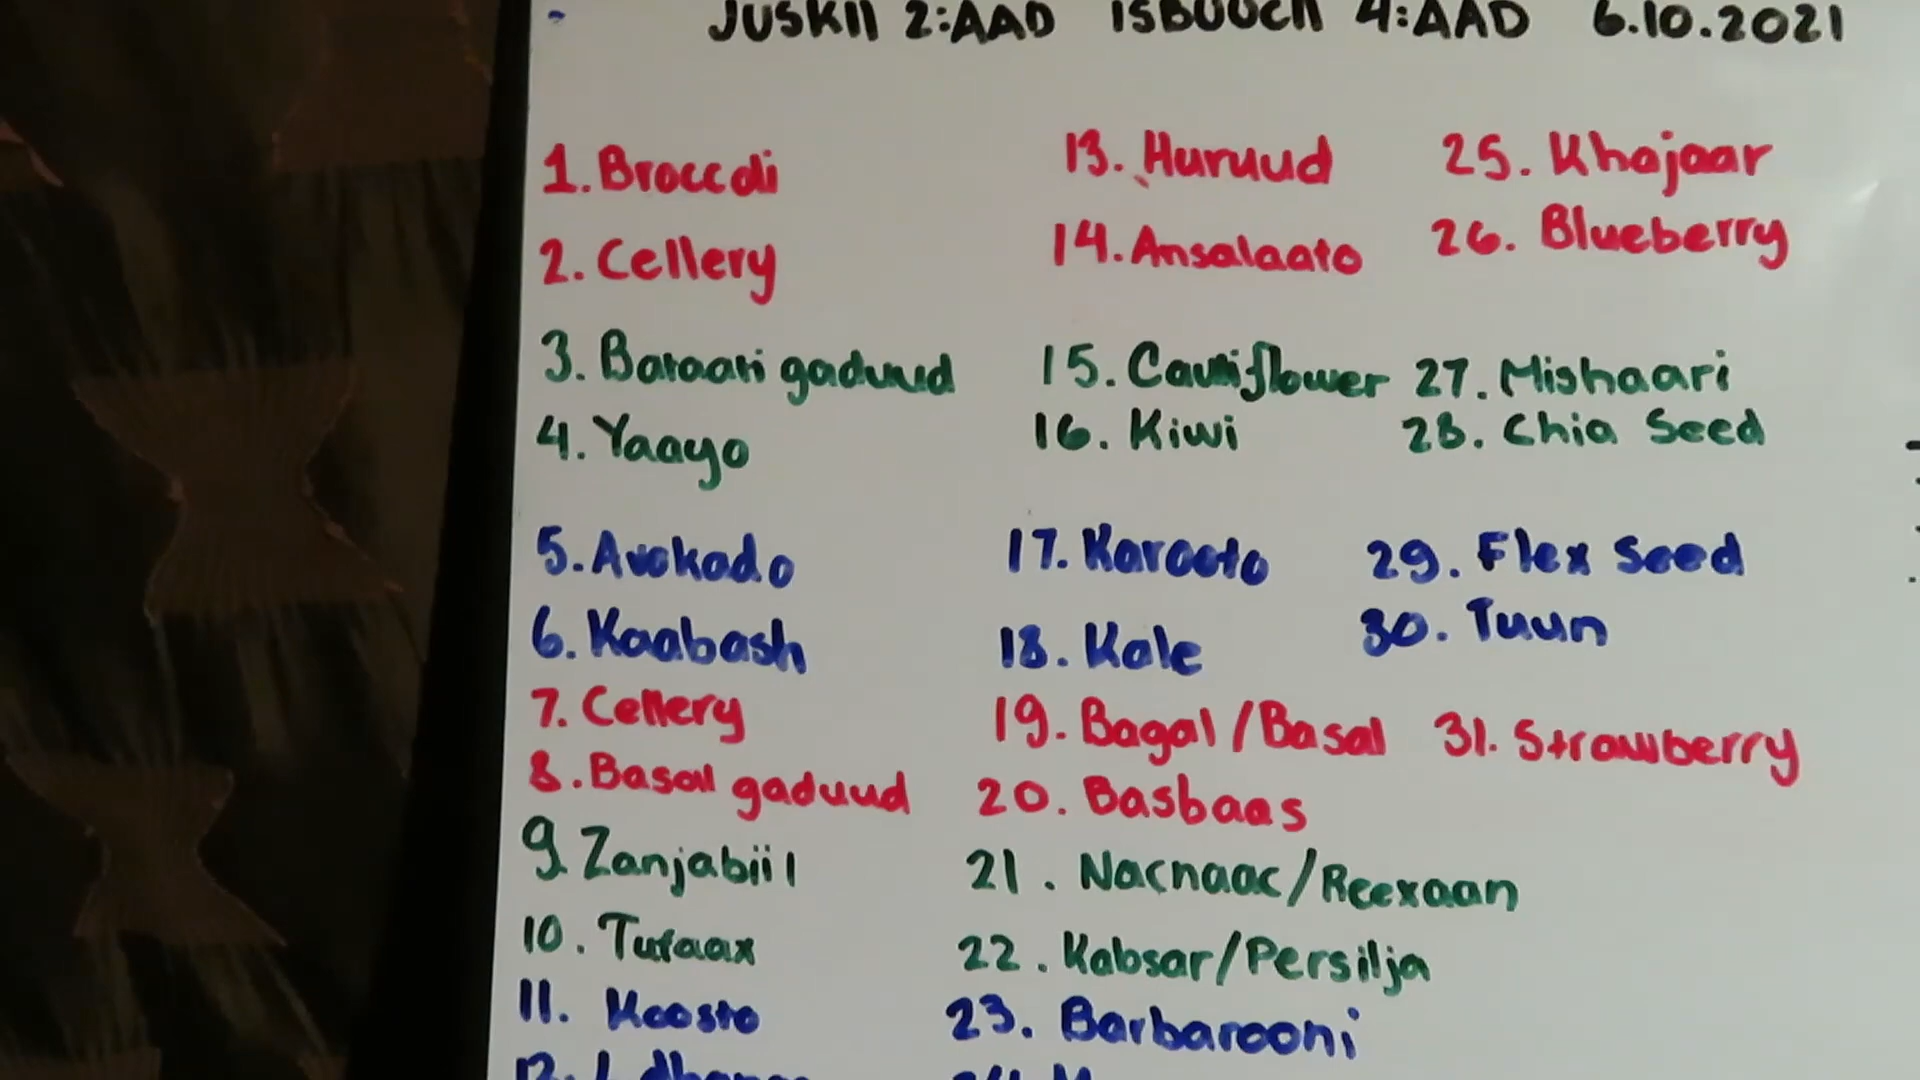 JUSKII 2:AAD ISBUUCII 4:AAD 6.10.2021
1. Broccoli
2. Cellery
3. Baraari gaduud
4. Yaayo
5. Avokado
6. Kaabash
7. Cellery
8. Basal gaduud
9. Zanjabiil
10. Tufaax
11. Koosto
12.
13. Huruud
14. Ansalaato
15. Cauliflower
16. Kiwi
17. Karooto
18. Kale
19. Bagal/Basal
20. Basbaas
21. Nacnaac/Reexaan
22. Kabsar/Persilja
23. Barbarooni
25. Khajaar
26. Blueberry
27. Mishaari
28. Chia Seed
29. Flex Seed
30. Tuun
31. Strawberry